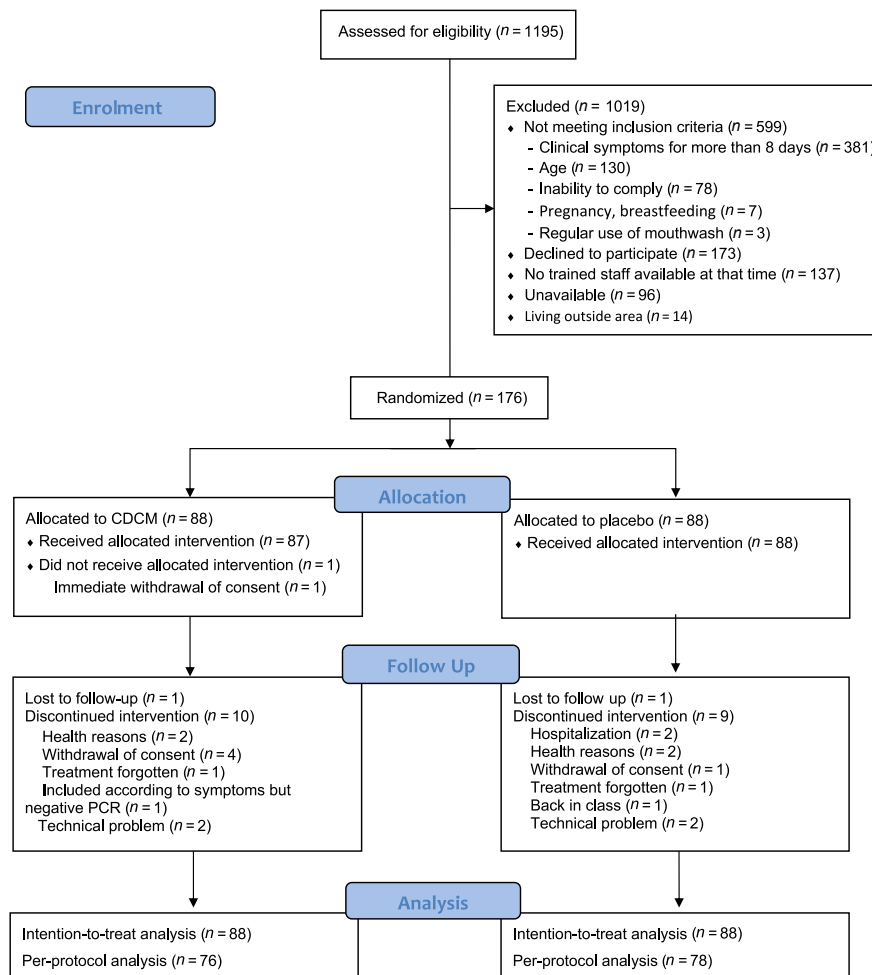 Assessed for eligibility (n = 1195)
Enrolment
Excluded (n = 1019)
♦ Not meeting inclusion criteria (n = 599)
- Clinical symptoms for more than 8 days (n = 381)
- Age (n = 130)
- Inability to comply (n = 78)
- Pregnancy, breastfeeding (n = 7)
- Regular use of mouthwash (n = 3)
♦ Declined to participate (n = 173)
♦ No trained staff available at that time (n = 137)
♦ Unavailable (n = 96)
♦ Living outside area (n = 14)
Randomized (n = 176)
Allocation
Allocated to CDCM (n = 88)
♦ Received allocated intervention (n = 87)
♦ Did not receive allocated intervention (n = 1)
Immediate withdrawal of consent (n = 1)
Allocated to placebo (n = 88)
♦ Received allocated intervention (n = 88)
Follow Up
Lost to follow-up (n = 1)
Discontinued intervention (n = 10)
Health reasons (n = 2)
Withdrawal of consent (n = 4)
Treatment forgotten (n = 1)
Included according to symptoms but
negative PCR (n = 1)
Technical problem (n = 2)
Lost to follow up (n = 1)
Discontinued intervention (n = 9)
Hospitalization (n = 2)
Health reasons (n = 2)
Withdrawal of consent (n = 1)
Treatment forgotten (n = 1)
Back in class (n = 1)
Technical problem (n = 2)
Analysis
Intention-to-treat analysis (n = 88)
Per-protocol analysis (n = 76)
Intention-to-treat analysis (n = 88)
Per-protocol analysis (n = 78)